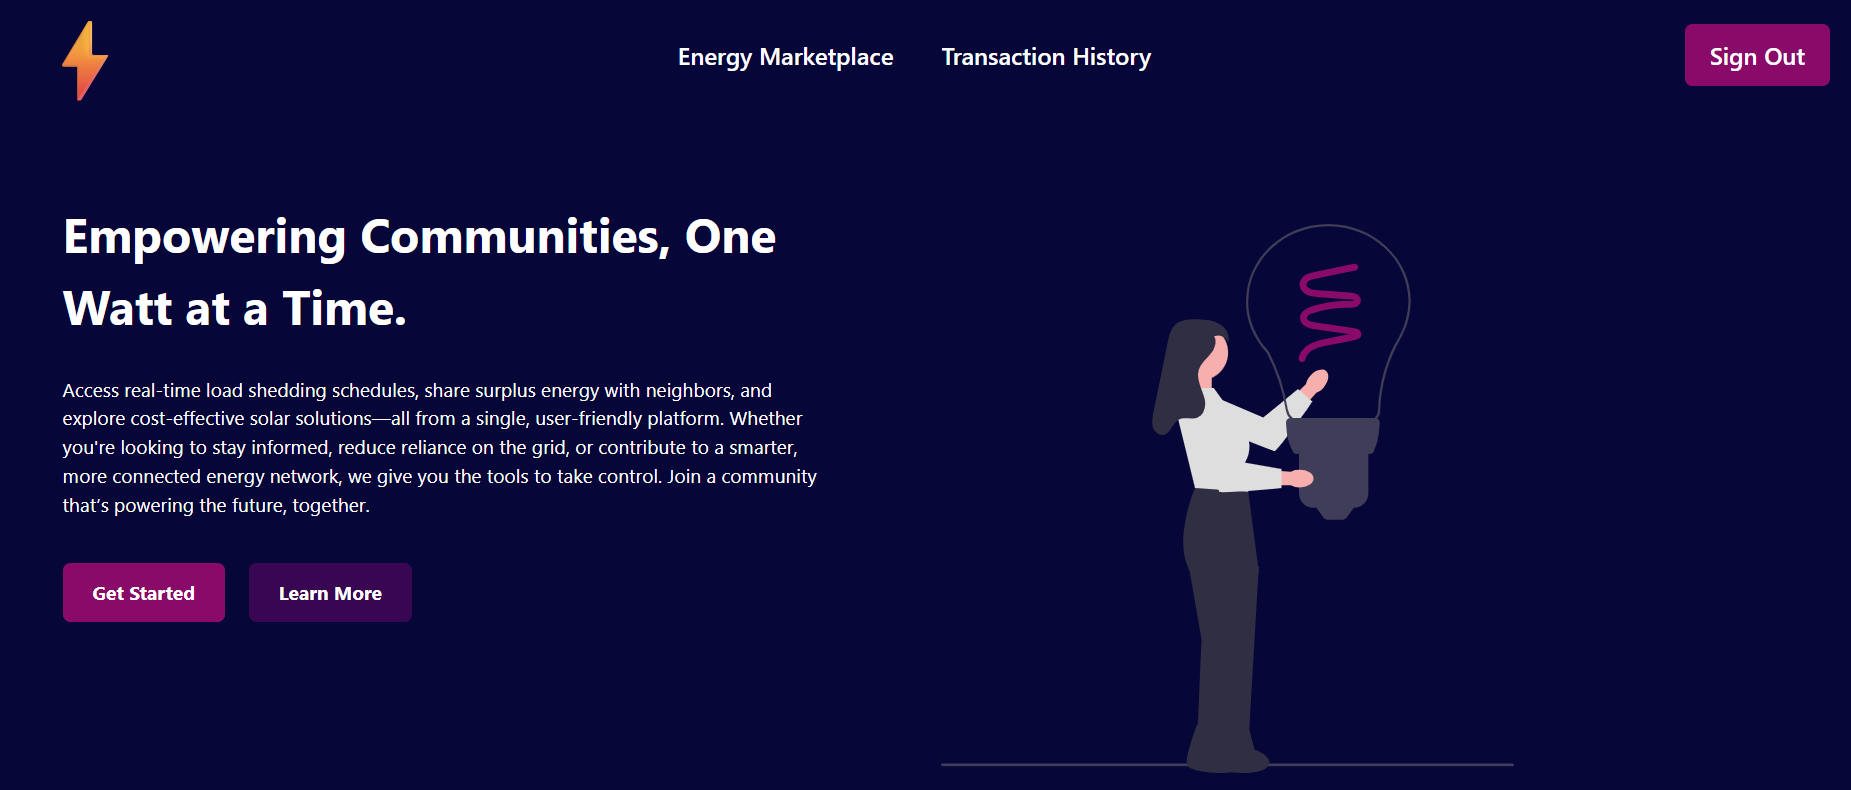 Energy Marketplace
Transaction History
Sign Out
Empowering Communities, One
Watt at a Time.
Access real-time load shedding schedules, share surplus energy with neighbors, and
explore cost-effective solar solutions—all from a single, user-friendly platform. Whether
you're looking to stay informed, reduce reliance on the grid, or contribute to a smarter,
more connected energy network, we give you the tools to take control. Join a community
that’s powering the future, together.
Get Started
Learn More